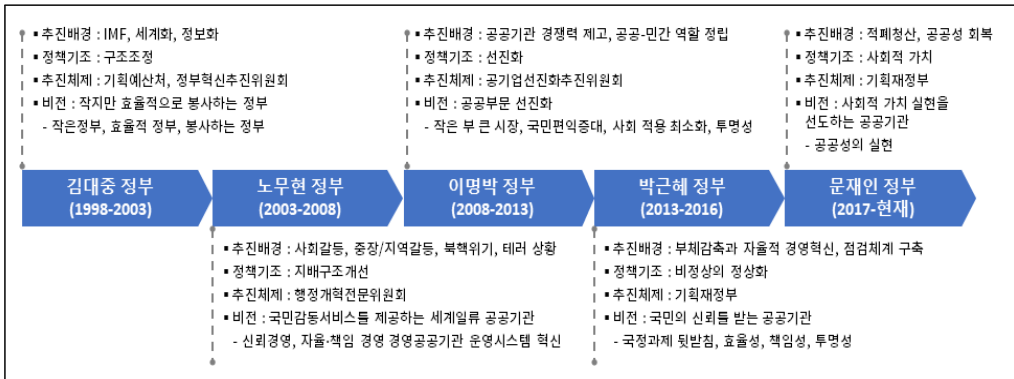 ▪ 추진배경 : IMF, 세계화, 정보화
▪ 정책기조 : 구조조정
▪ 추진체제 : 기획예산처, 정부혁신추진위원회
▪ 비전 : 작지만 효율적으로 봉사하는 정부
- 작은정부, 효율적 정부, 봉사하는 정부
▪ 추진배경 : 공공기관 경쟁력 제고, 공공-민간 역할 정립
▪ 정책기조 : 선진화
▪ 추진체제 : 공기업선진화추진위원회
▪ 비전 : 공공부문 선진화
- 작은 부 큰 시장, 국민편익증대, 사회 적용 최소화, 투명성
▪ 추진배경 : 적폐청산, 공공성 회복
▪ 정책기조 : 사회적 가치
▪ 추진체제 : 기획재정부
▪ 비전 : 사회적 가치 실현을
선도하는 공공기관
- 공공성의 실현
김대중 정부
(1998-2003)
노무현 정부
(2003-2008)
이명박 정부
(2008-2013)
박근혜 정부
(2013-2016)
문재인 정부
(2017-현재)
▪ 추진배경 : 사회갈등, 중장/지역갈등, 북핵위기, 테러 상황
▪ 정책기조 : 지배구조개선
▪ 추진체제 : 행정개혁전문위원회
▪ 비전 : 국민감동서비스를 제공하는 세계일류 공공기관
- 신뢰경영, 자율·책임 경영 경영공공기관 운영시스템 혁신
▪ 추진배경 : 부체감축과 자율적 경영혁신, 점검체계 구축
▪ 정책기조 : 비정상의 정상화
▪ 추진체제 : 기획재정부
▪ 비전 : 국민의 신뢰를 받는 공공기관
- 국정과제 뒷받침, 효율성, 책임성, 투명성